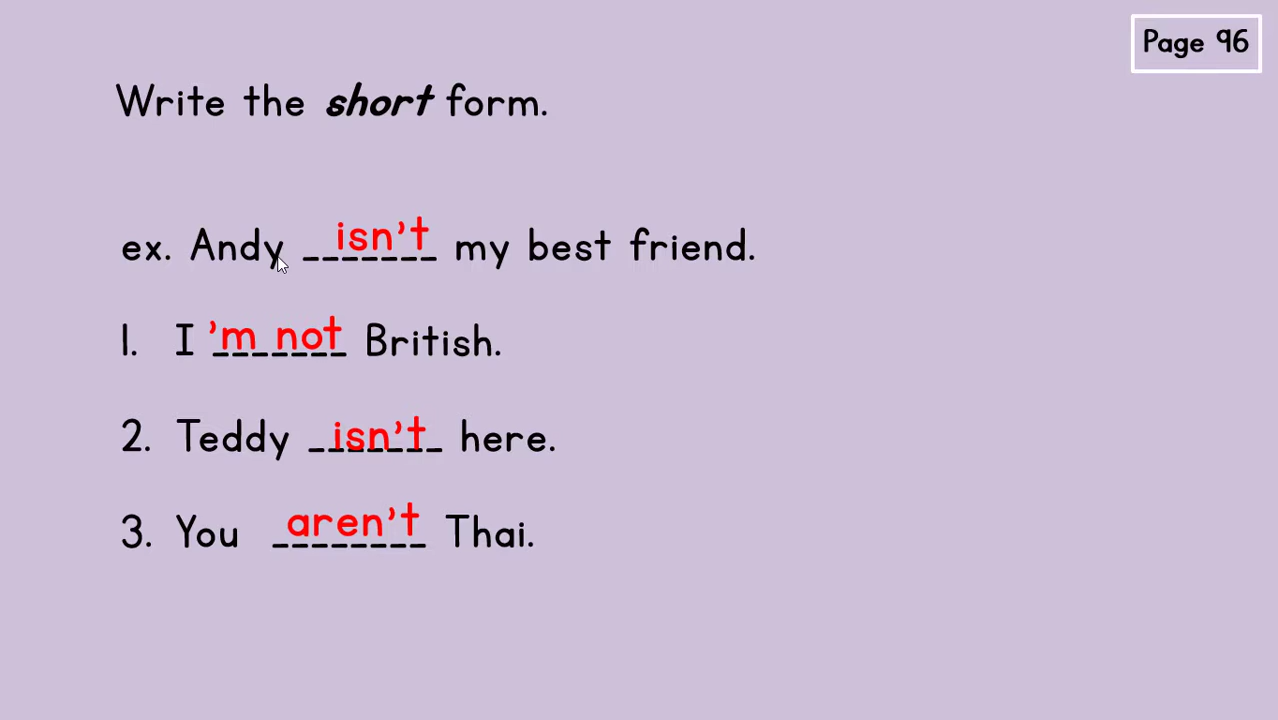 Page 96
Write the short form.
ex. Andy isn't my best friend.
1. I 'm not British.
2. Teddy isn't here.
3. You aren't Thai.